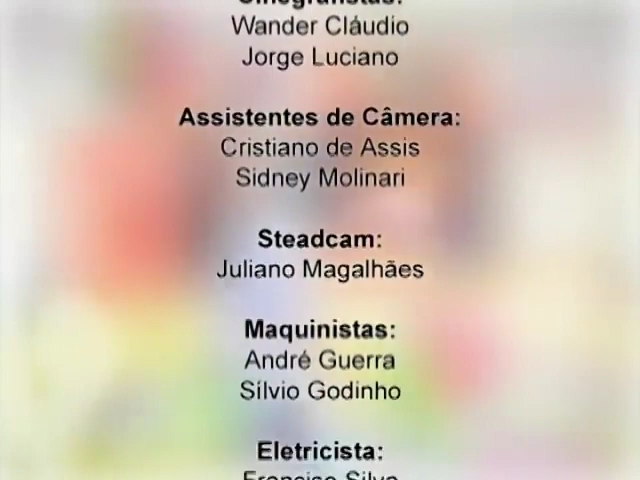 Cinegrafistas:
Wander Cláudio
Jorge Luciano
Assistentes de Câmera:
Cristiano de Assis
Sidney Molinari
Steadcam:
Juliano Magalhães
Maquinistas:
André Guerra
Sílvio Godinho
Eletricista: